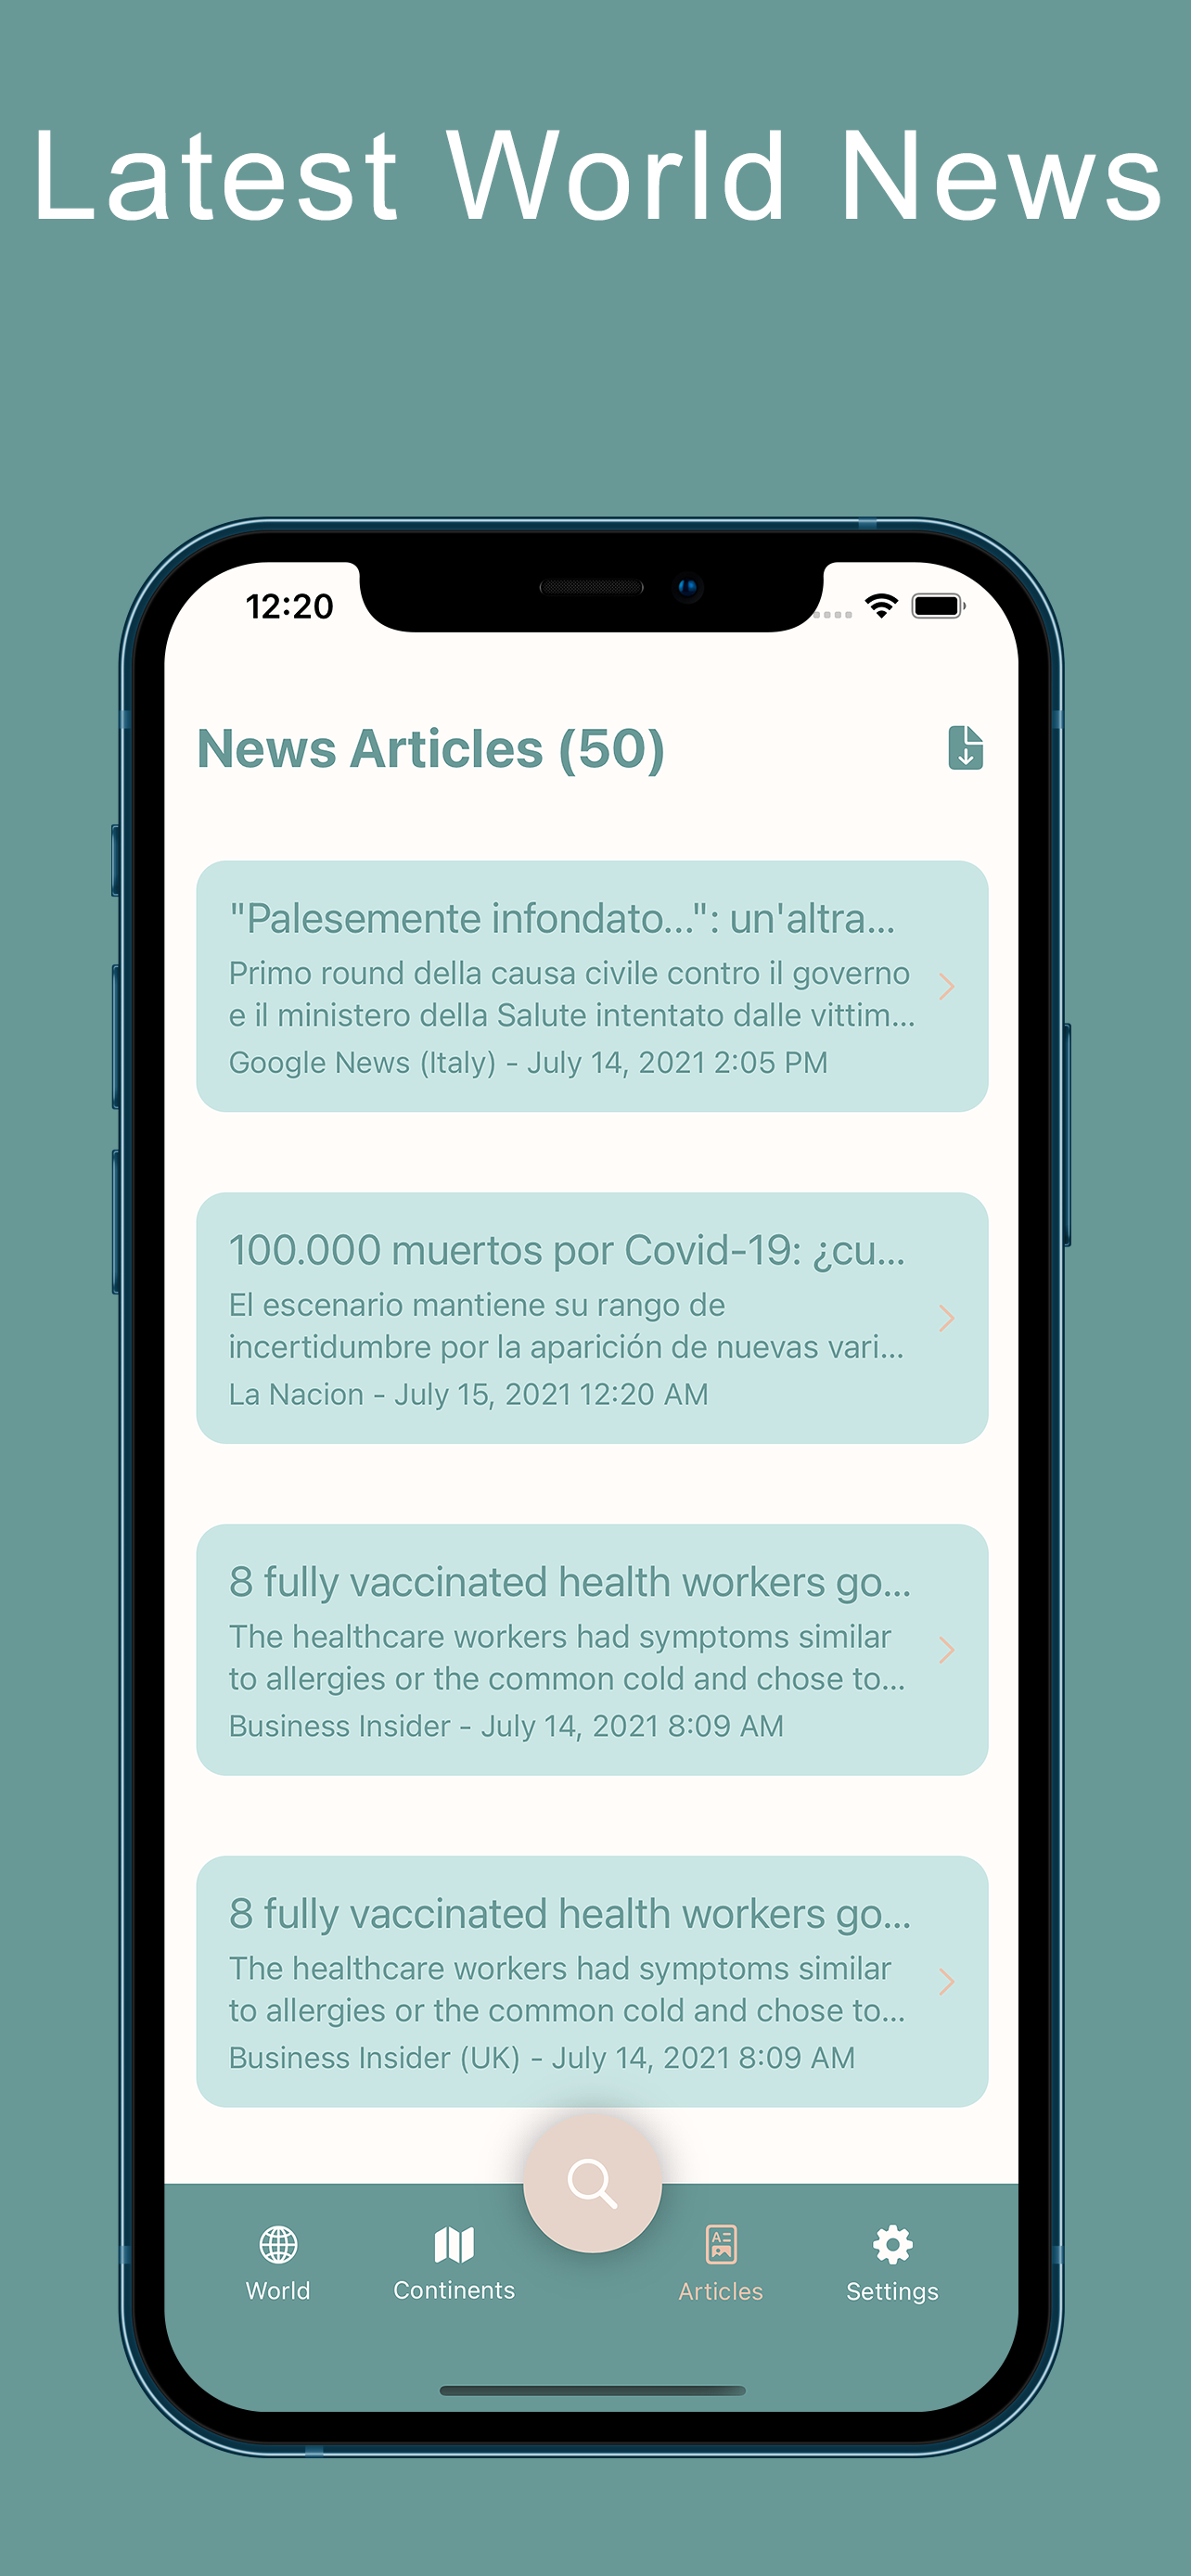 Latest World News
12:20
News Articles (50)
"Palesemente infondato...": un'altra...
Primo round della causa civile contro il governo
e il ministero della Salute intentato dalle vittim...
Google News (Italy) - July 14, 2021 2:05 PM
100.000 muertos por Covid-19: ¿cu...
El escenario mantiene su rango de
incertidumbre por la aparición de nuevas vari...
La Nacion - July 15, 2021 12:20 AM
8 fully vaccinated health workers go...
The healthcare workers had symptoms similar
to allergies or the common cold and chose to...
Business Insider - July 14, 2021 8:09 AM
8 fully vaccinated health workers go...
The healthcare workers had symptoms similar
to allergies or the common cold and chose to...
Business Insider (UK) - July 14, 2021 8:09 AM
World Continents Articles Settings